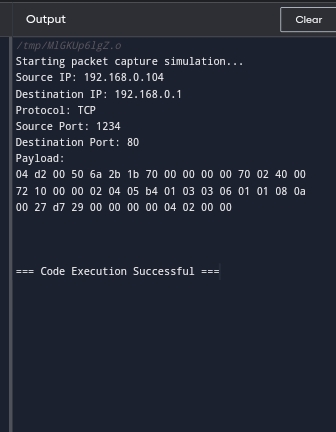 Output
Clear
/tmp/MlGKUp6lgZ.o
Starting packet capture simulation...
Source IP: 192.168.0.104
Destination IP: 192.168.0.1
Protocol: TCP
Source Port: 1234
Destination Port: 80
Payload:
04 d2 00 50 6a 2b 1b 70 00 00 00 00 70 02 40 00
72 10 00 00 02 04 05 b4 01 03 03 06 01 01 08 0a
00 27 d7 29 00 00 00 00 04 02 00 00
=== Code Execution Successful ===